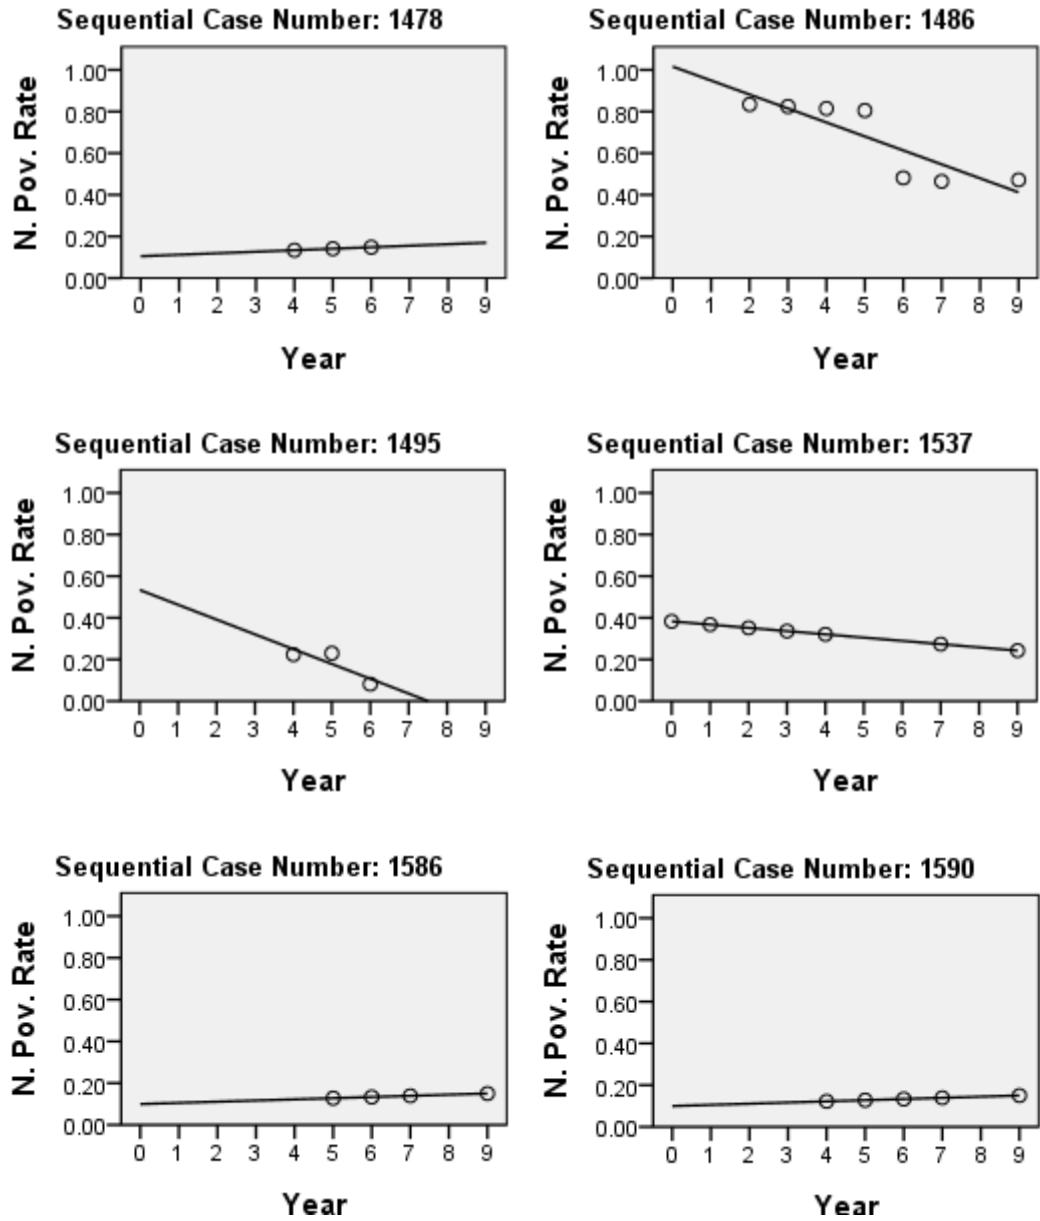 Sequential Case Number: 1478
N. Pov. Rate
1.00
0.80
0.60
0.40
0.20
0.00
0 1 2 3 4 5 6 7 8 9
Year
Sequential Case Number: 1486
N. Pov. Rate
1.00
0.80
0.60
0.40
0.20
0.00
0 1 2 3 4 5 6 7 8 9
Year
Sequential Case Number: 1495
N. Pov. Rate
1.00
0.80
0.60
0.40
0.20
0.00
0 1 2 3 4 5 6 7 8 9
Year
Sequential Case Number: 1537
N. Pov. Rate
1.00
0.80
0.60
0.40
0.20
0.00
0 1 2 3 4 5 6 7 8 9
Year
Sequential Case Number: 1586
N. Pov. Rate
1.00
0.80
0.60
0.40
0.20
0.00
0 1 2 3 4 5 6 7 8 9
Year
Sequential Case Number: 1590
N. Pov. Rate
1.00
0.80
0.60
0.40
0.20
0.00
0 1 2 3 4 5 6 7 8 9
Year